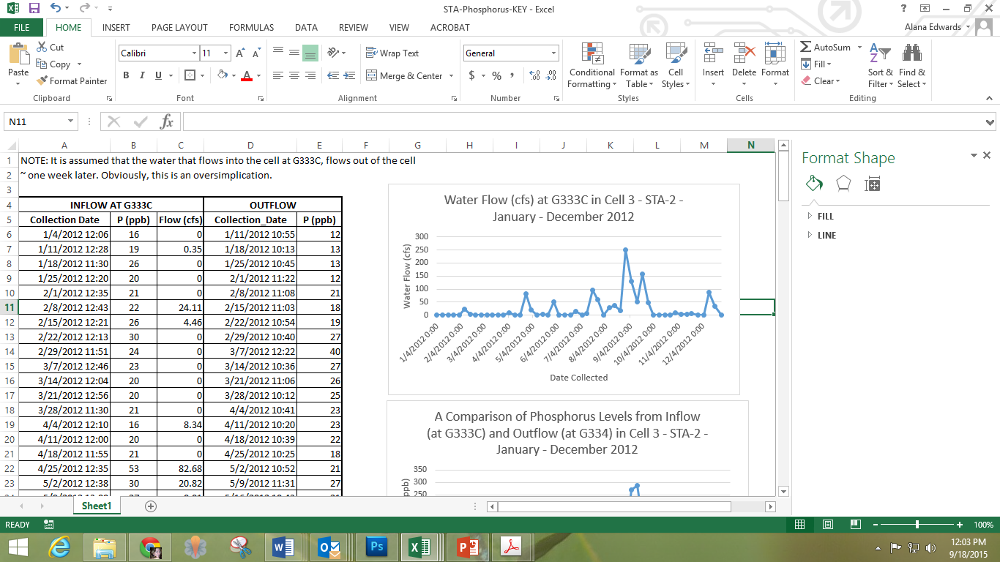 STA-Phosphorus-KEY - Excel
FILE HOME INSERT PAGE LAYOUT FORMULAS DATA REVIEW VIEW ACROBAT
Alana Edwards
Paste
Cut
Copy
Format Painter
Clipboard
Calibri 11
B I U
Font
Wrap Text
Merge & Center
Alignment
General
$ % ,
Number
Conditional Formatting
Format as Table
Cell Styles
Styles
Insert Delete Format
Cells
AutoSum
Fill
Clear
Sort & Filter
Find & Select
Editing
N11
fx
A B C D E F G H I J K L M N
1 NOTE: It is assumed that the water that flows into the cell at G333C, flows out of the cell
2 ~ one week later. Obviously, this is an oversimplication.
3
4 INFLOW AT G333C OUTFLOW
5 Collection Date P (ppb) Flow (cfs) Collection_Date P (ppb)
6 1/4/2012 12:06 16 0 1/11/2012 10:55 12
7 1/11/2012 12:28 19 0.35 1/18/2012 10:13 13
8 1/18/2012 11:30 26 0 1/25/2012 10:45 13
9 1/25/2012 12:20 20 0 2/1/2012 11:22 12
10 2/1/2012 12:35 21 0 2/8/2012 11:08 21
11 2/8/2012 12:43 22 24.11 2/15/2012 11:03 18
12 2/15/2012 12:21 26 4.46 2/22/2012 10:54 19
13 2/22/2012 12:13 30 0 2/29/2012 10:40 27
14 2/29/2012 11:51 24 0 3/7/2012 12:22 40
15 3/7/2012 12:46 23 0 3/14/2012 10:36 27
16 3/14/2012 12:04 20 0 3/21/2012 11:06 26
17 3/21/2012 12:56 20 0 3/28/2012 10:12 25
18 3/28/2012 11:30 21 0 4/4/2012 10:41 23
19 4/4/2012 12:10 16 8.34 4/11/2012 10:20 23
20 4/11/2012 12:00 20 0 4/18/2012 10:39 22
21 4/18/2012 11:55 21 0 4/25/2012 10:25 18
22 4/25/2012 12:35 53 82.68 5/2/2012 10:52 21
23 5/2/2012 12:38 30 20.82 5/9/2012 11:31 27
Water Flow (cfs) at G333C in Cell 3 - STA-2 -
January - December 2012
Water Flow (cfs)
300
250
200
150
100
50
0
1/4/2012 0:00
2/4/2012 0:00
3/4/2012 0:00
4/4/2012 0:00
5/4/2012 0:00
6/4/2012 0:00
7/4/2012 0:00
8/4/2012 0:00
9/4/2012 0:00
10/4/2012 0:00
11/4/2012 0:00
12/4/2012 0:00
Date Collected
A Comparison of Phosphorus Levels from Inflow
(at G333C) and Outflow (at G334) in Cell 3 - STA-2 -
January - December 2012
350
300
250
ppb)
Format Shape
FILL
LINE
Sheet1
READY
100%
12:03 PM
9/18/2015